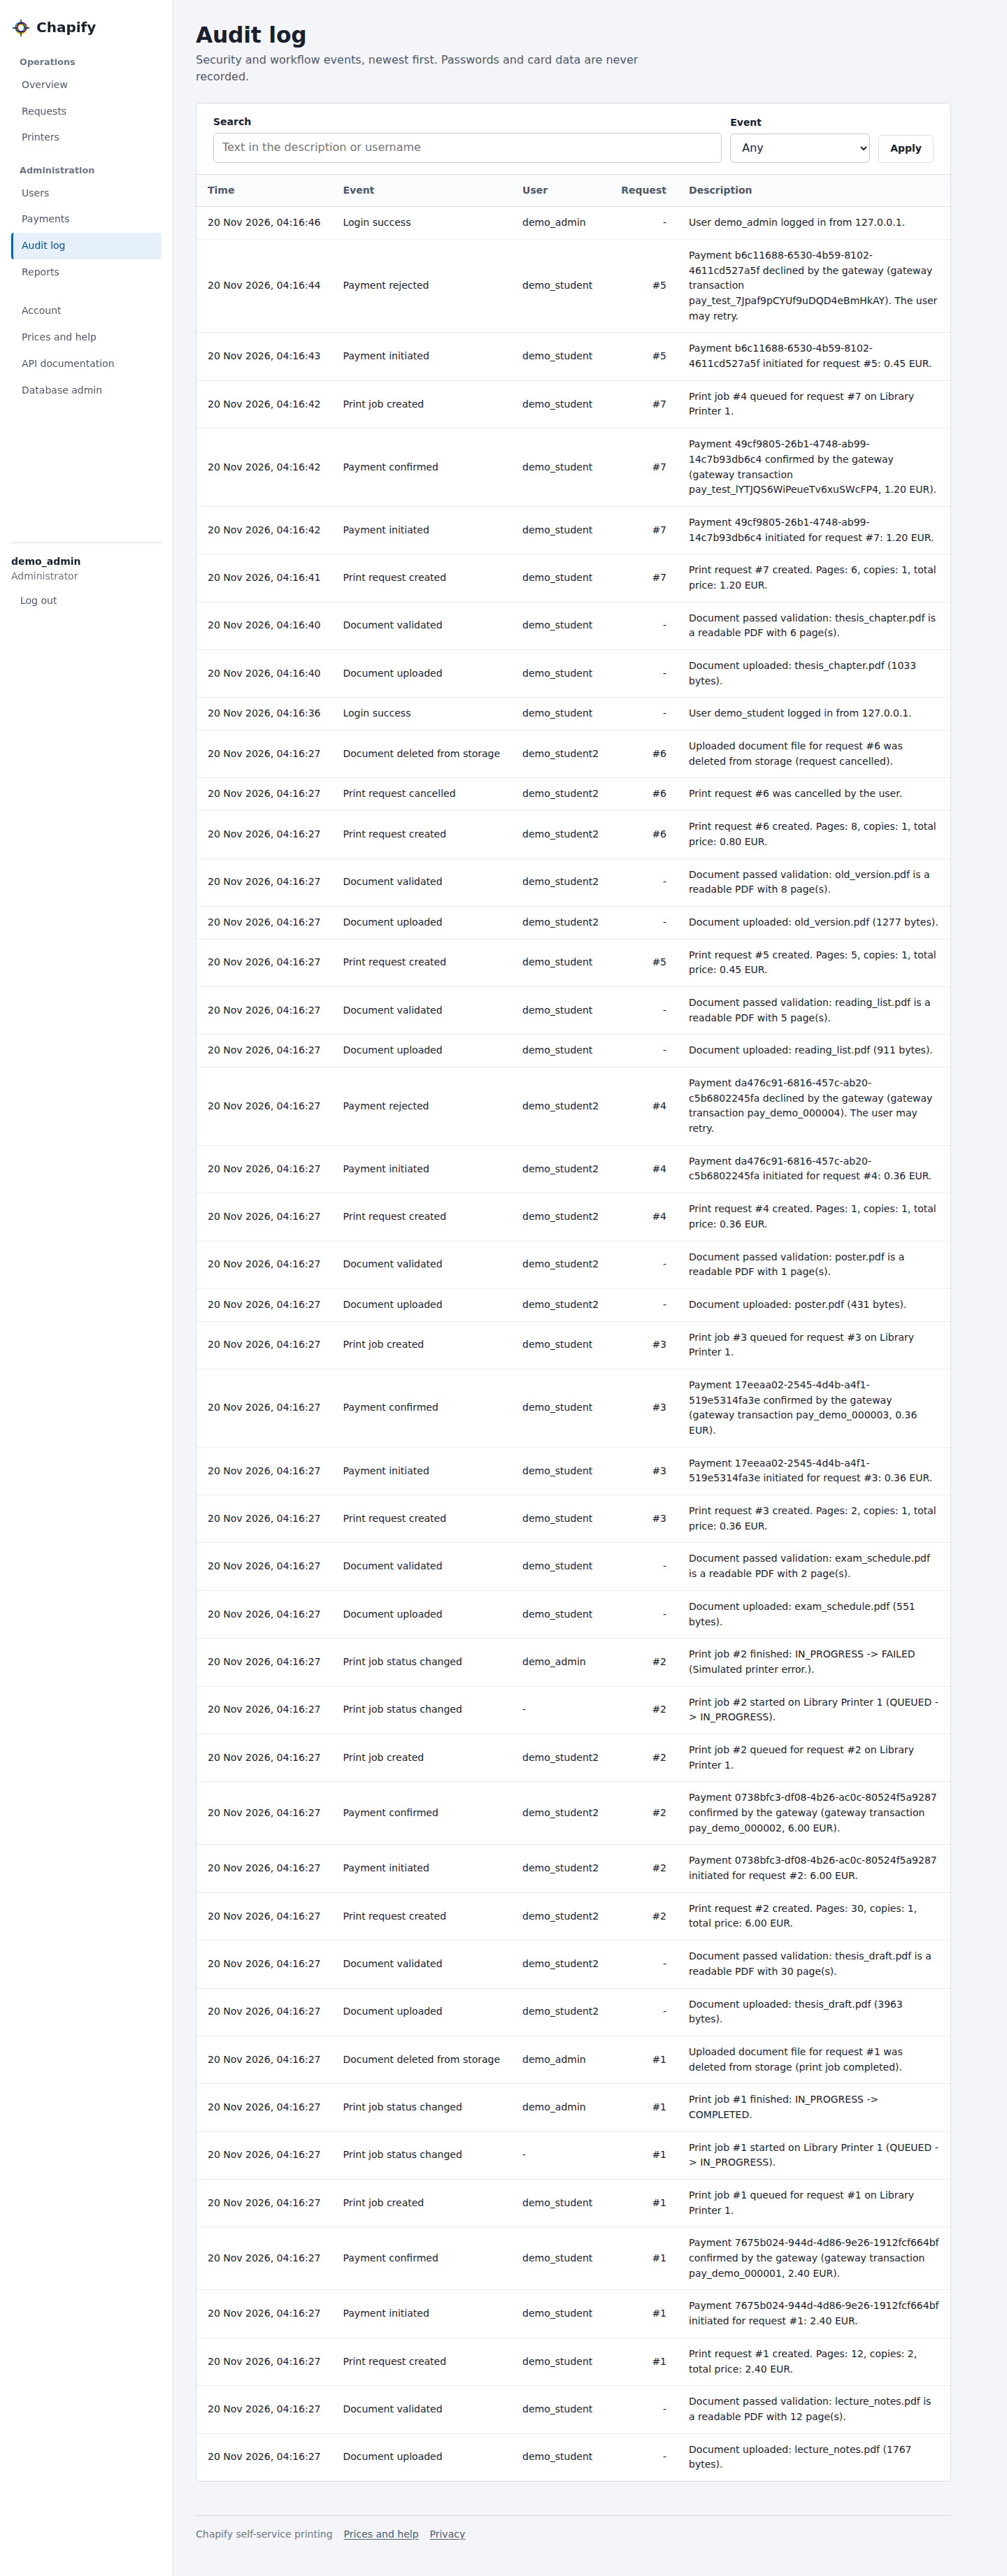 Chapify
Operations
Overview
Requests
Printers
Administration
Users
Payments
Audit log
Reports
Account
Prices and help
API documentation
Database admin
demo_admin
Administrator
Log out
Audit log
Security and workflow events, newest first. Passwords and card data are never
recorded.
Search
Text in the description or username
Event
Any
Apply
Time Event User Request Description
20 Nov 2026, 04:16:46 Login success demo_admin - User demo_admin logged in from 127.0.0.1.
20 Nov 2026, 04:16:44 Payment rejected demo_student #5 Payment b6c11688-6530-4b59-8102-
4611cd527a5f declined by the gateway (gateway
transaction
pay_test_7Jpaf9pCYUf9uDQD4eBmHkAY). The user
may retry.
20 Nov 2026, 04:16:43 Payment initiated demo_student #5 Payment b6c11688-6530-4b59-8102-
4611cd527a5f initiated for request #5: 0.45 EUR.
20 Nov 2026, 04:16:42 Print job created demo_student #7 Print job #4 queued for request #7 on Library
Printer 1.
20 Nov 2026, 04:16:42 Payment confirmed demo_student #7 Payment 49cf9805-26b1-4748-ab99-
14c7b93db6c4 confirmed by the gateway
(gateway transaction
pay_test_lYTJQS6WiPeueTv6xuSWcFP4, 1.20 EUR).
20 Nov 2026, 04:16:42 Payment initiated demo_student #7 Payment 49cf9805-26b1-4748-ab99-
14c7b93db6c4 initiated for request #7: 1.20 EUR.
20 Nov 2026, 04:16:41 Print request created demo_student #7 Print request #7 created. Pages: 6, copies: 1, total
price: 1.20 EUR.
20 Nov 2026, 04:16:40 Document validated demo_student - Document passed validation: thesis_chapter.pdf is
a readable PDF with 6 page(s).
20 Nov 2026, 04:16:40 Document uploaded demo_student - Document uploaded: thesis_chapter.pdf (1033
bytes).
20 Nov 2026, 04:16:36 Login success demo_student - User demo_student logged in from 127.0.0.1.
20 Nov 2026, 04:16:27 Document deleted from storage demo_student2 #6 Uploaded document file for request #6 was
deleted from storage (request cancelled).
20 Nov 2026, 04:16:27 Print request cancelled demo_student2 #6 Print request #6 was cancelled by the user.
20 Nov 2026, 04:16:27 Print request created demo_student2 #6 Print request #6 created. Pages: 8, copies: 1, total
price: 0.80 EUR.
20 Nov 2026, 04:16:27 Document validated demo_student2 - Document passed validation: old_version.pdf is a
readable PDF with 8 page(s).
20 Nov 2026, 04:16:27 Document uploaded demo_student2 - Document uploaded: old_version.pdf (1277 bytes).
20 Nov 2026, 04:16:27 Print request created demo_student #5 Print request #5 created. Pages: 5, copies: 1, total
price: 0.45 EUR.
20 Nov 2026, 04:16:27 Document validated demo_student - Document passed validation: reading_list.pdf is a
readable PDF with 5 page(s).
20 Nov 2026, 04:16:27 Document uploaded demo_student - Document uploaded: reading_list.pdf (911 bytes).
20 Nov 2026, 04:16:27 Payment rejected demo_student2 #4 Payment da476c91-6816-457c-ab20-
c5b6802245fa declined by the gateway (gateway
transaction pay_demo_000004). The user may
retry.
20 Nov 2026, 04:16:27 Payment initiated demo_student2 #4 Payment da476c91-6816-457c-ab20-
c5b6802245fa initiated for request #4: 0.36 EUR.
20 Nov 2026, 04:16:27 Print request created demo_student2 #4 Print request #4 created. Pages: 1, copies: 1, total
price: 0.36 EUR.
20 Nov 2026, 04:16:27 Document validated demo_student2 - Document passed validation: poster.pdf is a
readable PDF with 1 page(s).
20 Nov 2026, 04:16:27 Document uploaded demo_student2 - Document uploaded: poster.pdf (431 bytes).
20 Nov 2026, 04:16:27 Print job created demo_student #3 Print job #3 queued for request #3 on Library
Printer 1.
20 Nov 2026, 04:16:27 Payment confirmed demo_student #3 Payment 17eeaa02-2545-4d4b-a4f1-
519e5314fa3e confirmed by the gateway
(gateway transaction pay_demo_000003, 0.36
EUR).
20 Nov 2026, 04:16:27 Payment initiated demo_student #3 Payment 17eeaa02-2545-4d4b-a4f1-
519e5314fa3e initiated for request #3: 0.36 EUR.
20 Nov 2026, 04:16:27 Print request created demo_student #3 Print request #3 created. Pages: 2, copies: 1, total
price: 0.36 EUR.
20 Nov 2026, 04:16:27 Document validated demo_student - Document passed validation: exam_schedule.pdf
is a readable PDF with 2 page(s).
20 Nov 2026, 04:16:27 Document uploaded demo_student - Document uploaded: exam_schedule.pdf (551
bytes).
20 Nov 2026, 04:16:27 Print job status changed demo_admin #2 Print job #2 finished: IN_PROGRESS -> FAILED
(Simulated printer error.).
20 Nov 2026, 04:16:27 Print job status changed - #2 Print job #2 started on Library Printer 1 (QUEUED -
> IN_PROGRESS).
20 Nov 2026, 04:16:27 Print job created demo_student2 #2 Print job #2 queued for request #2 on Library
Printer 1.
20 Nov 2026, 04:16:27 Payment confirmed demo_student2 #2 Payment 0738bfc3-df08-4b26-ac0c-80524f5a9287
confirmed by the gateway (gateway transaction
pay_demo_000002, 6.00 EUR).
20 Nov 2026, 04:16:27 Payment initiated demo_student2 #2 Payment 0738bfc3-df08-4b26-ac0c-80524f5a9287
initiated for request #2: 6.00 EUR.
20 Nov 2026, 04:16:27 Print request created demo_student2 #2 Print request #2 created. Pages: 30, copies: 1,
total price: 6.00 EUR.
20 Nov 2026, 04:16:27 Document validated demo_student2 - Document passed validation: thesis_draft.pdf is a
readable PDF with 30 page(s).
20 Nov 2026, 04:16:27 Document uploaded demo_student2 - Document uploaded: thesis_draft.pdf (3963
bytes).
20 Nov 2026, 04:16:27 Document deleted from storage demo_admin #1 Uploaded document file for request #1 was
deleted from storage (print job completed).
20 Nov 2026, 04:16:27 Print job status changed demo_admin #1 Print job #1 finished: IN_PROGRESS ->
COMPLETED.
20 Nov 2026, 04:16:27 Print job status changed - #1 Print job #1 started on Library Printer 1 (QUEUED -
> IN_PROGRESS).
20 Nov 2026, 04:16:27 Print job created demo_student #1 Print job #1 queued for request #1 on Library
Printer 1.
20 Nov 2026, 04:16:27 Payment confirmed demo_student #1 Payment 7675b024-944d-4d86-9e26-1912fcf664bf
confirmed by the gateway (gateway transaction
pay_demo_000001, 2.40 EUR).
20 Nov 2026, 04:16:27 Payment initiated demo_student #1 Payment 7675b024-944d-4d86-9e26-1912fcf664bf
initiated for request #1: 2.40 EUR.
20 Nov 2026, 04:16:27 Print request created demo_student #1 Print request #1 created. Pages: 12, copies: 2,
total price: 2.40 EUR.
20 Nov 2026, 04:16:27 Document validated demo_student - Document passed validation: lecture_notes.pdf is
a readable PDF with 12 page(s).
20 Nov 2026, 04:16:27 Document uploaded demo_student - Document uploaded: lecture_notes.pdf (1767
bytes).
Chapify self-service printing Prices and help Privacy